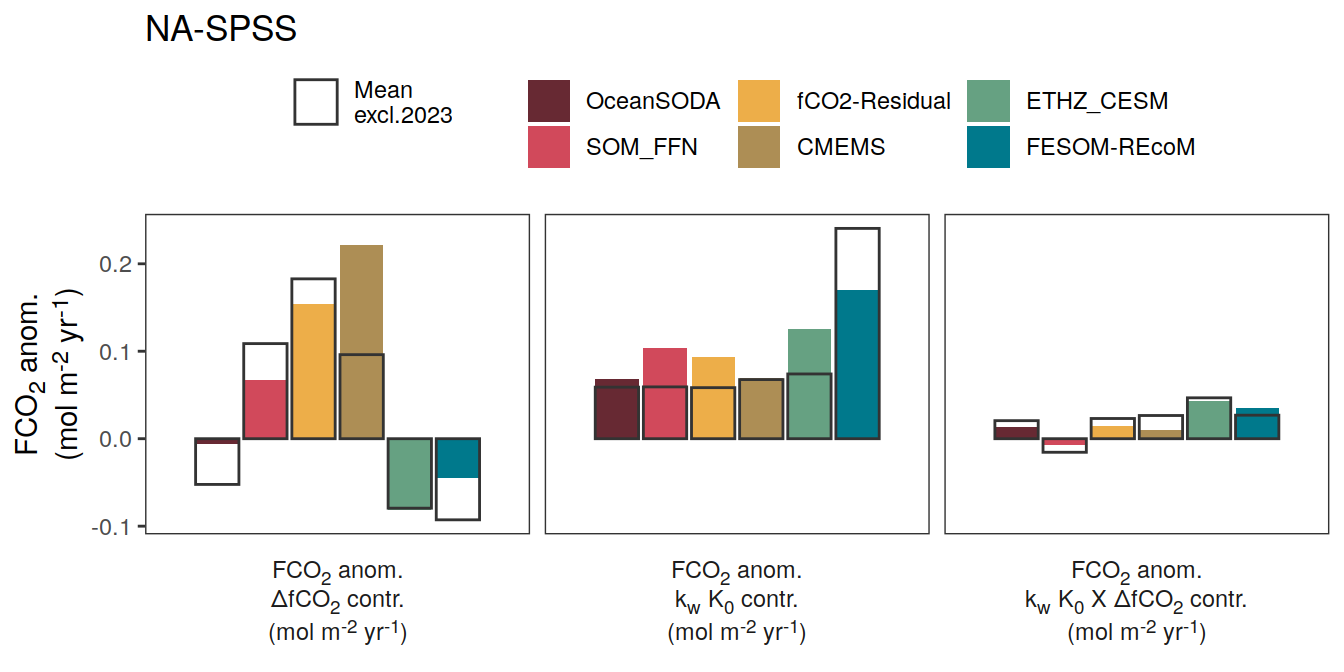 NA-SPSS
Mean
excl.2023
OceanSODA
fCO2-Residual
ETHZ_CESM
SOM_FFN
CMEMS
FESOM-REcoM
FCO₂ anom.
(mol m⁻² yr⁻¹)
0.2
0.1
0.0
-0.1
FCO₂ anom.
ΔfCO₂ contr.
(mol m⁻² yr⁻¹)
FCO₂ anom.
k_w K₀ contr.
(mol m⁻² yr⁻¹)
FCO₂ anom.
k_w K₀ X ΔfCO₂ contr.
(mol m⁻² yr⁻¹)